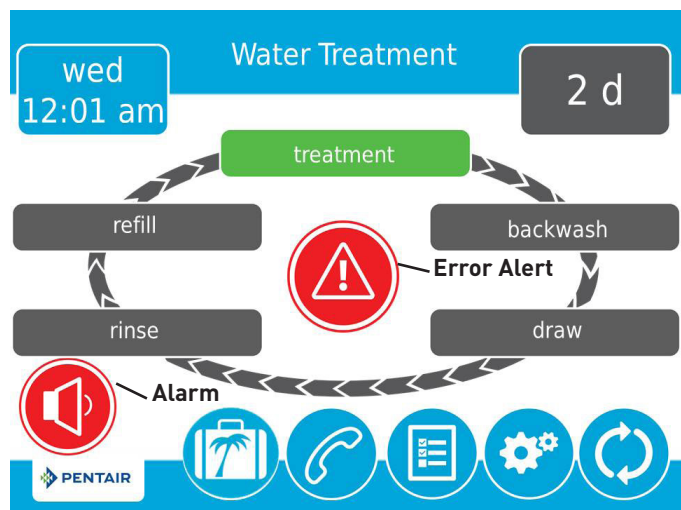 Water Treatment
wed
12:01 am
2 d
treatment
refill
backwash
Error Alert
rinse
draw
Alarm
PENTAIR